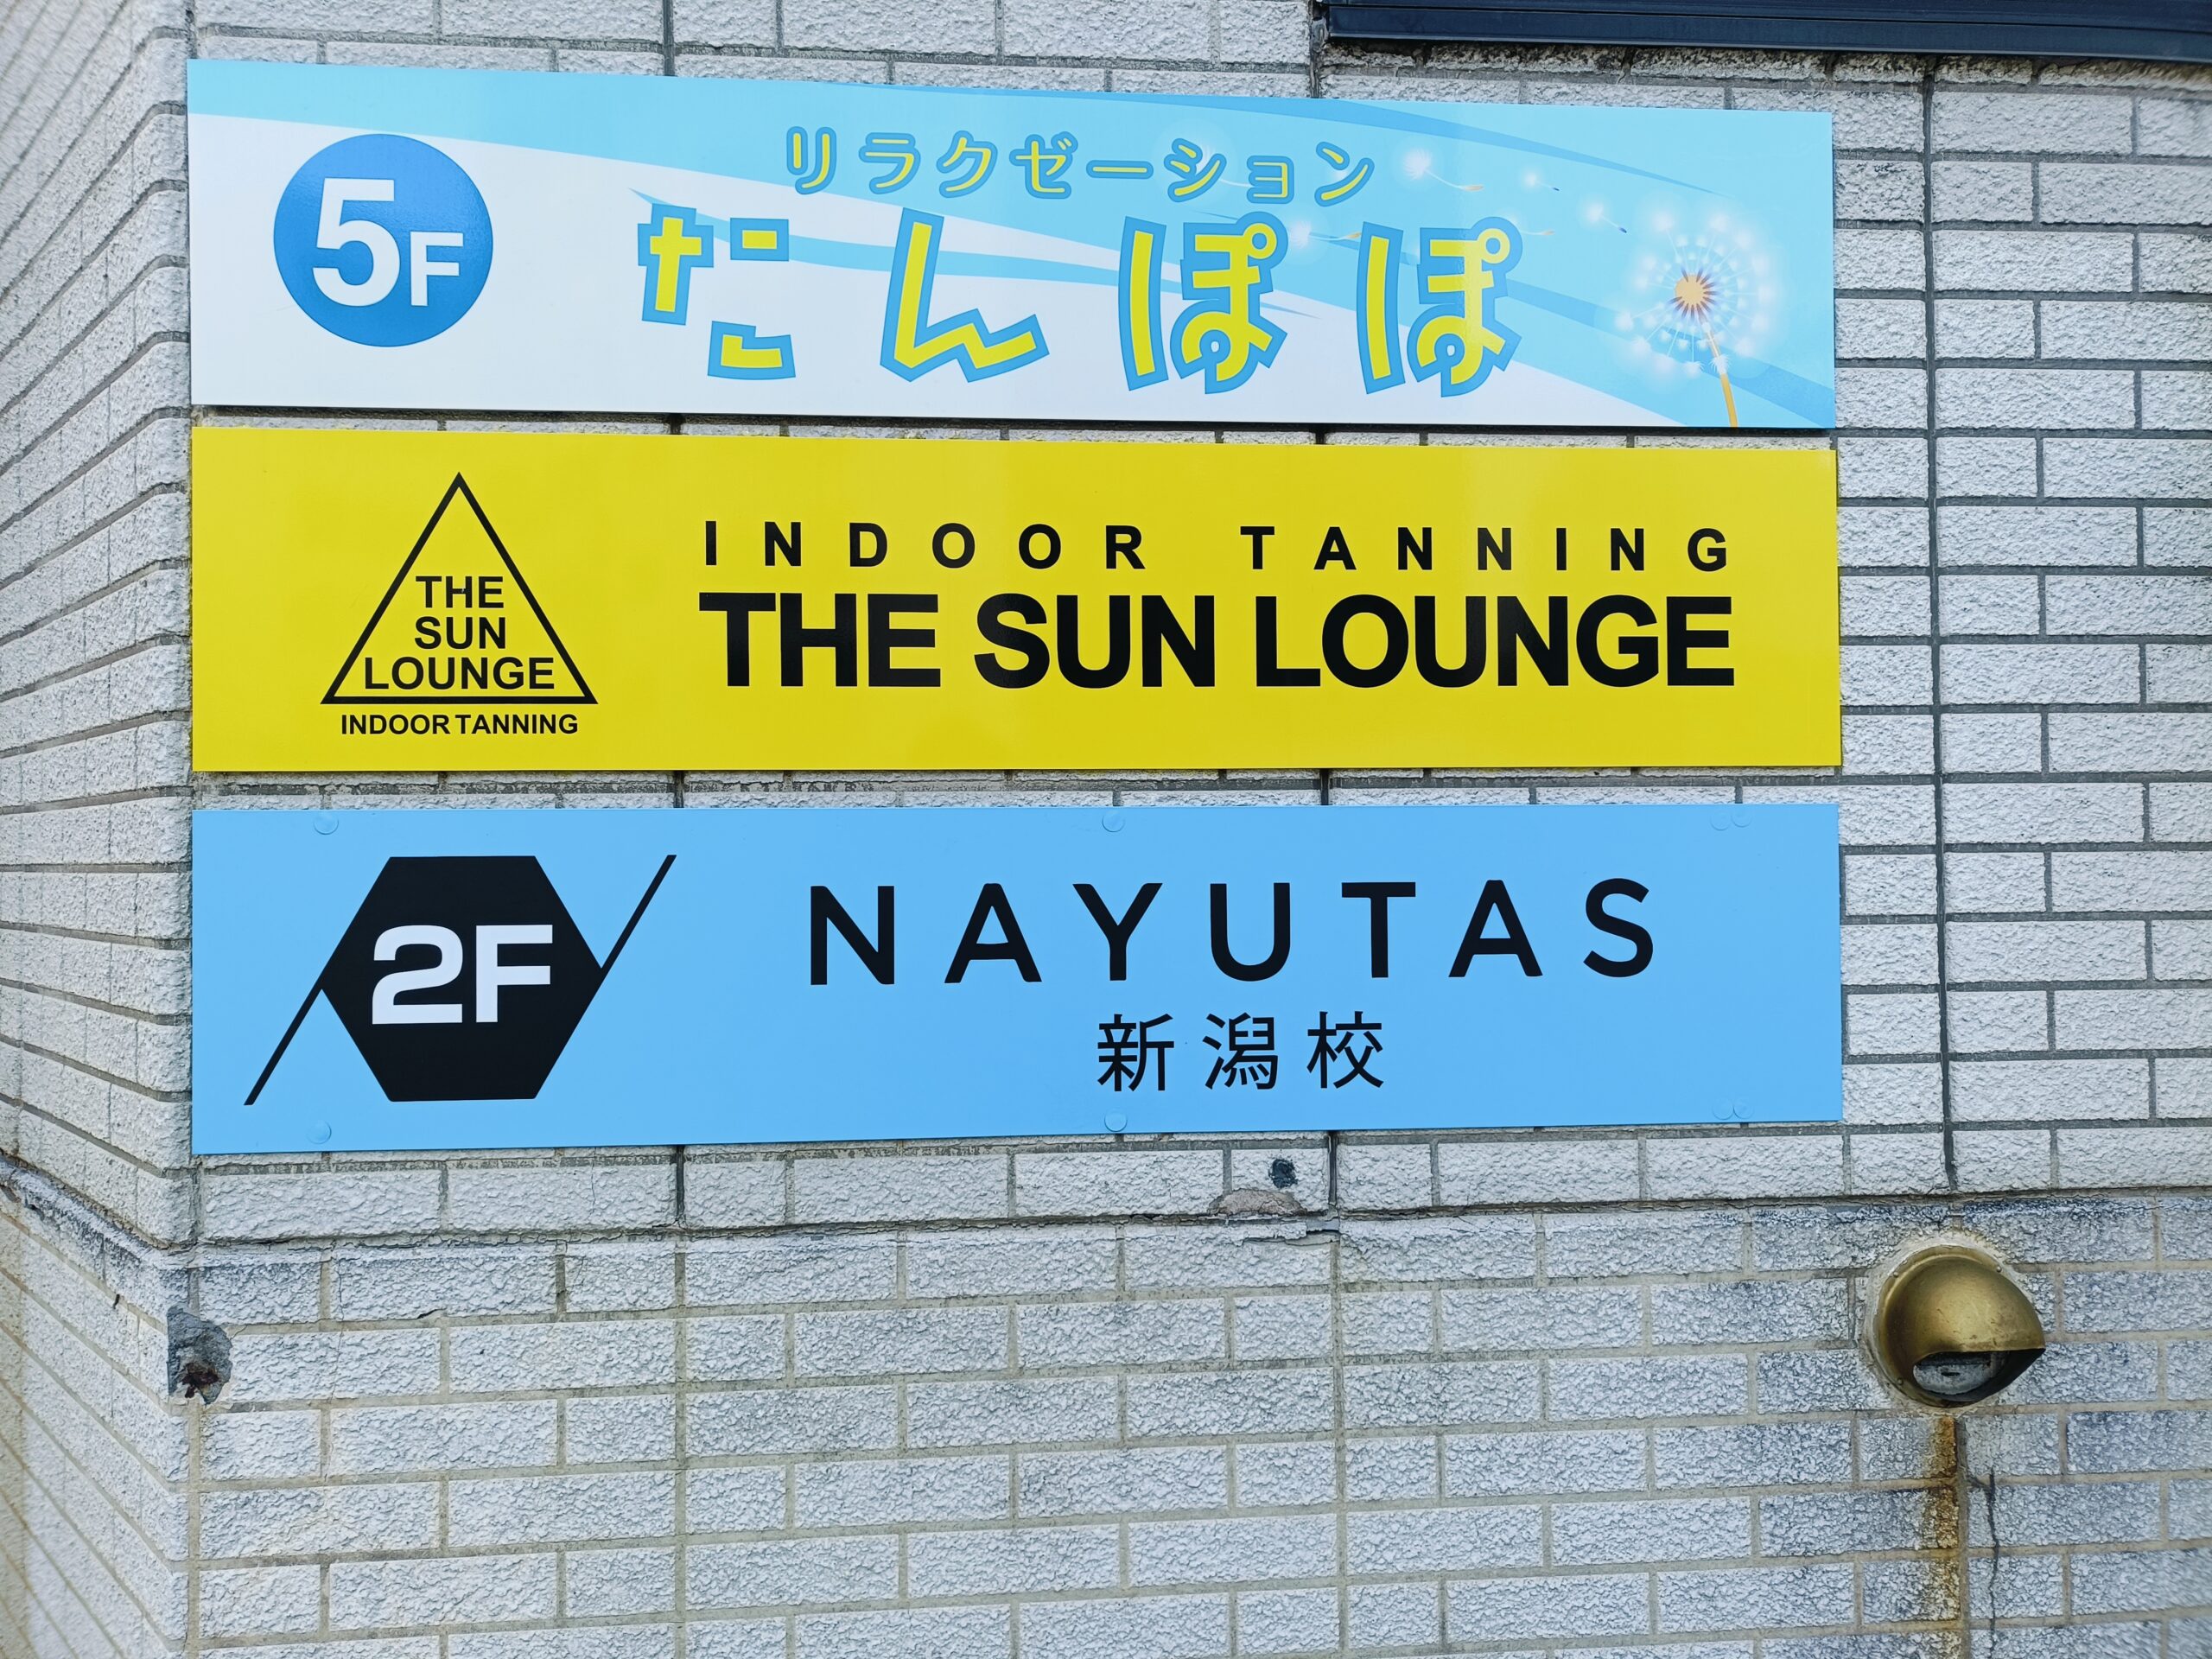 5F
リラクゼーション
たんぽぽ
THE
SUN
LOUNGE
INDOOR TANNING
INDOOR TANNING
THE SUN LOUNGE
2F
NAYUTAS
新潟校